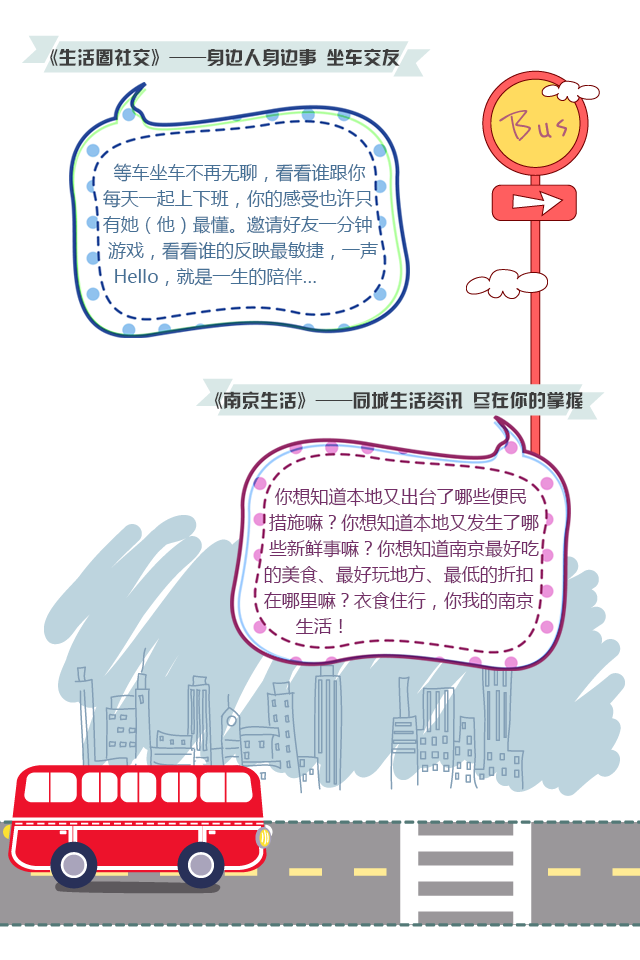 《生活圈社交》——身边人身边事 坐车交友
Bus
等车坐车不再无聊，看看谁跟你
每天一起上下班，你的感受也许只
有她（他）最懂。邀请好友一分钟
游戏，看看谁的反映最敏捷，一声
Hello，就是一生的陪伴...
《南京生活》——同城生活资讯 尽在你的掌握
你想知道本地又出台了哪些便民
措施嘛？你想知道本地又发生了哪
些新鲜事嘛？你想知道南京最好吃
的美食、最好玩地方、最低的折扣
在哪里嘛？衣食住行，你我的南京
生活！